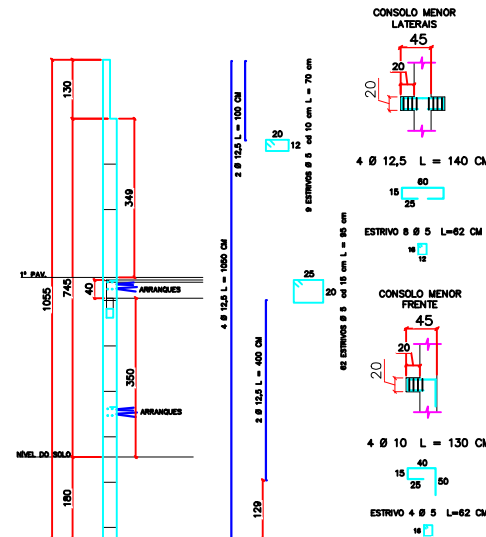 CONSOLO MENOR
LATERAIS
45
20
20
4 Ø 12,5 L = 140 CM
60
15
25
ESTRIVO 8 Ø 5 L=62 CM
16
12
CONSOLO MENOR
FRENTE
45
20
20
4 Ø 10 L = 130 CM
40
15
25
50
ESTRIVO 4 Ø 5 L=62 CM
16
130
349
1º PAV.
1055
745
40
ARRANQUES
350
ARRANQUES
NÍVEL DO SOLO
180
2 Ø 12,5 L = 100 CM
4 Ø 12,5 L = 1050 CM
2 Ø 12,5 L = 400 CM
129
20
12
9 ESTRIVOS Ø 5 cd 10 cm L = 70 cm
25
20
62 ESTRIVOS Ø 5 cd 15 cm L = 95 cm